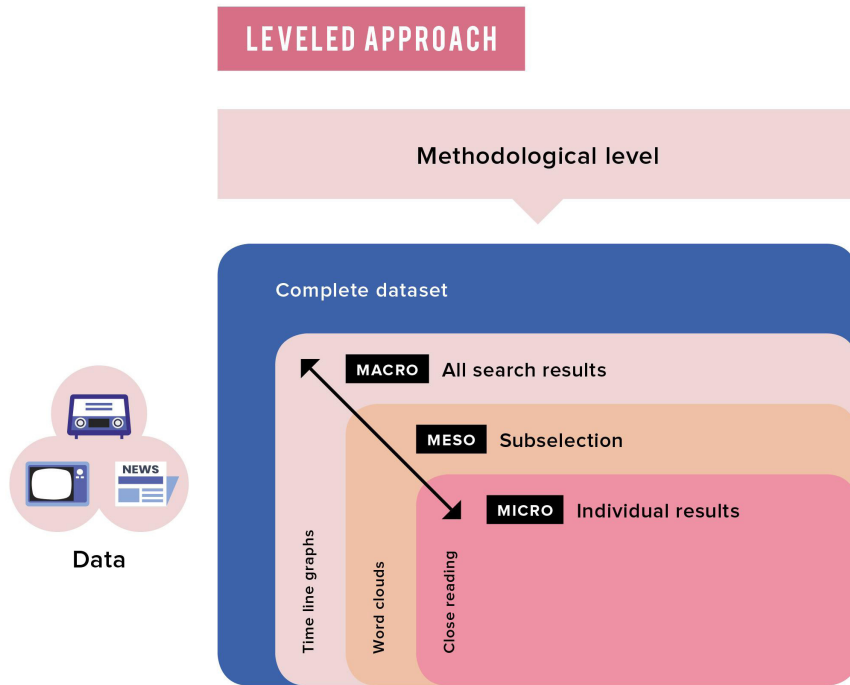 LEVELED APPROACH
Methodological level
Complete dataset
MACRO All search results
MESO Subselection
MICRO Individual results
NEWS
Data
Time line graphs
Word clouds
Close reading